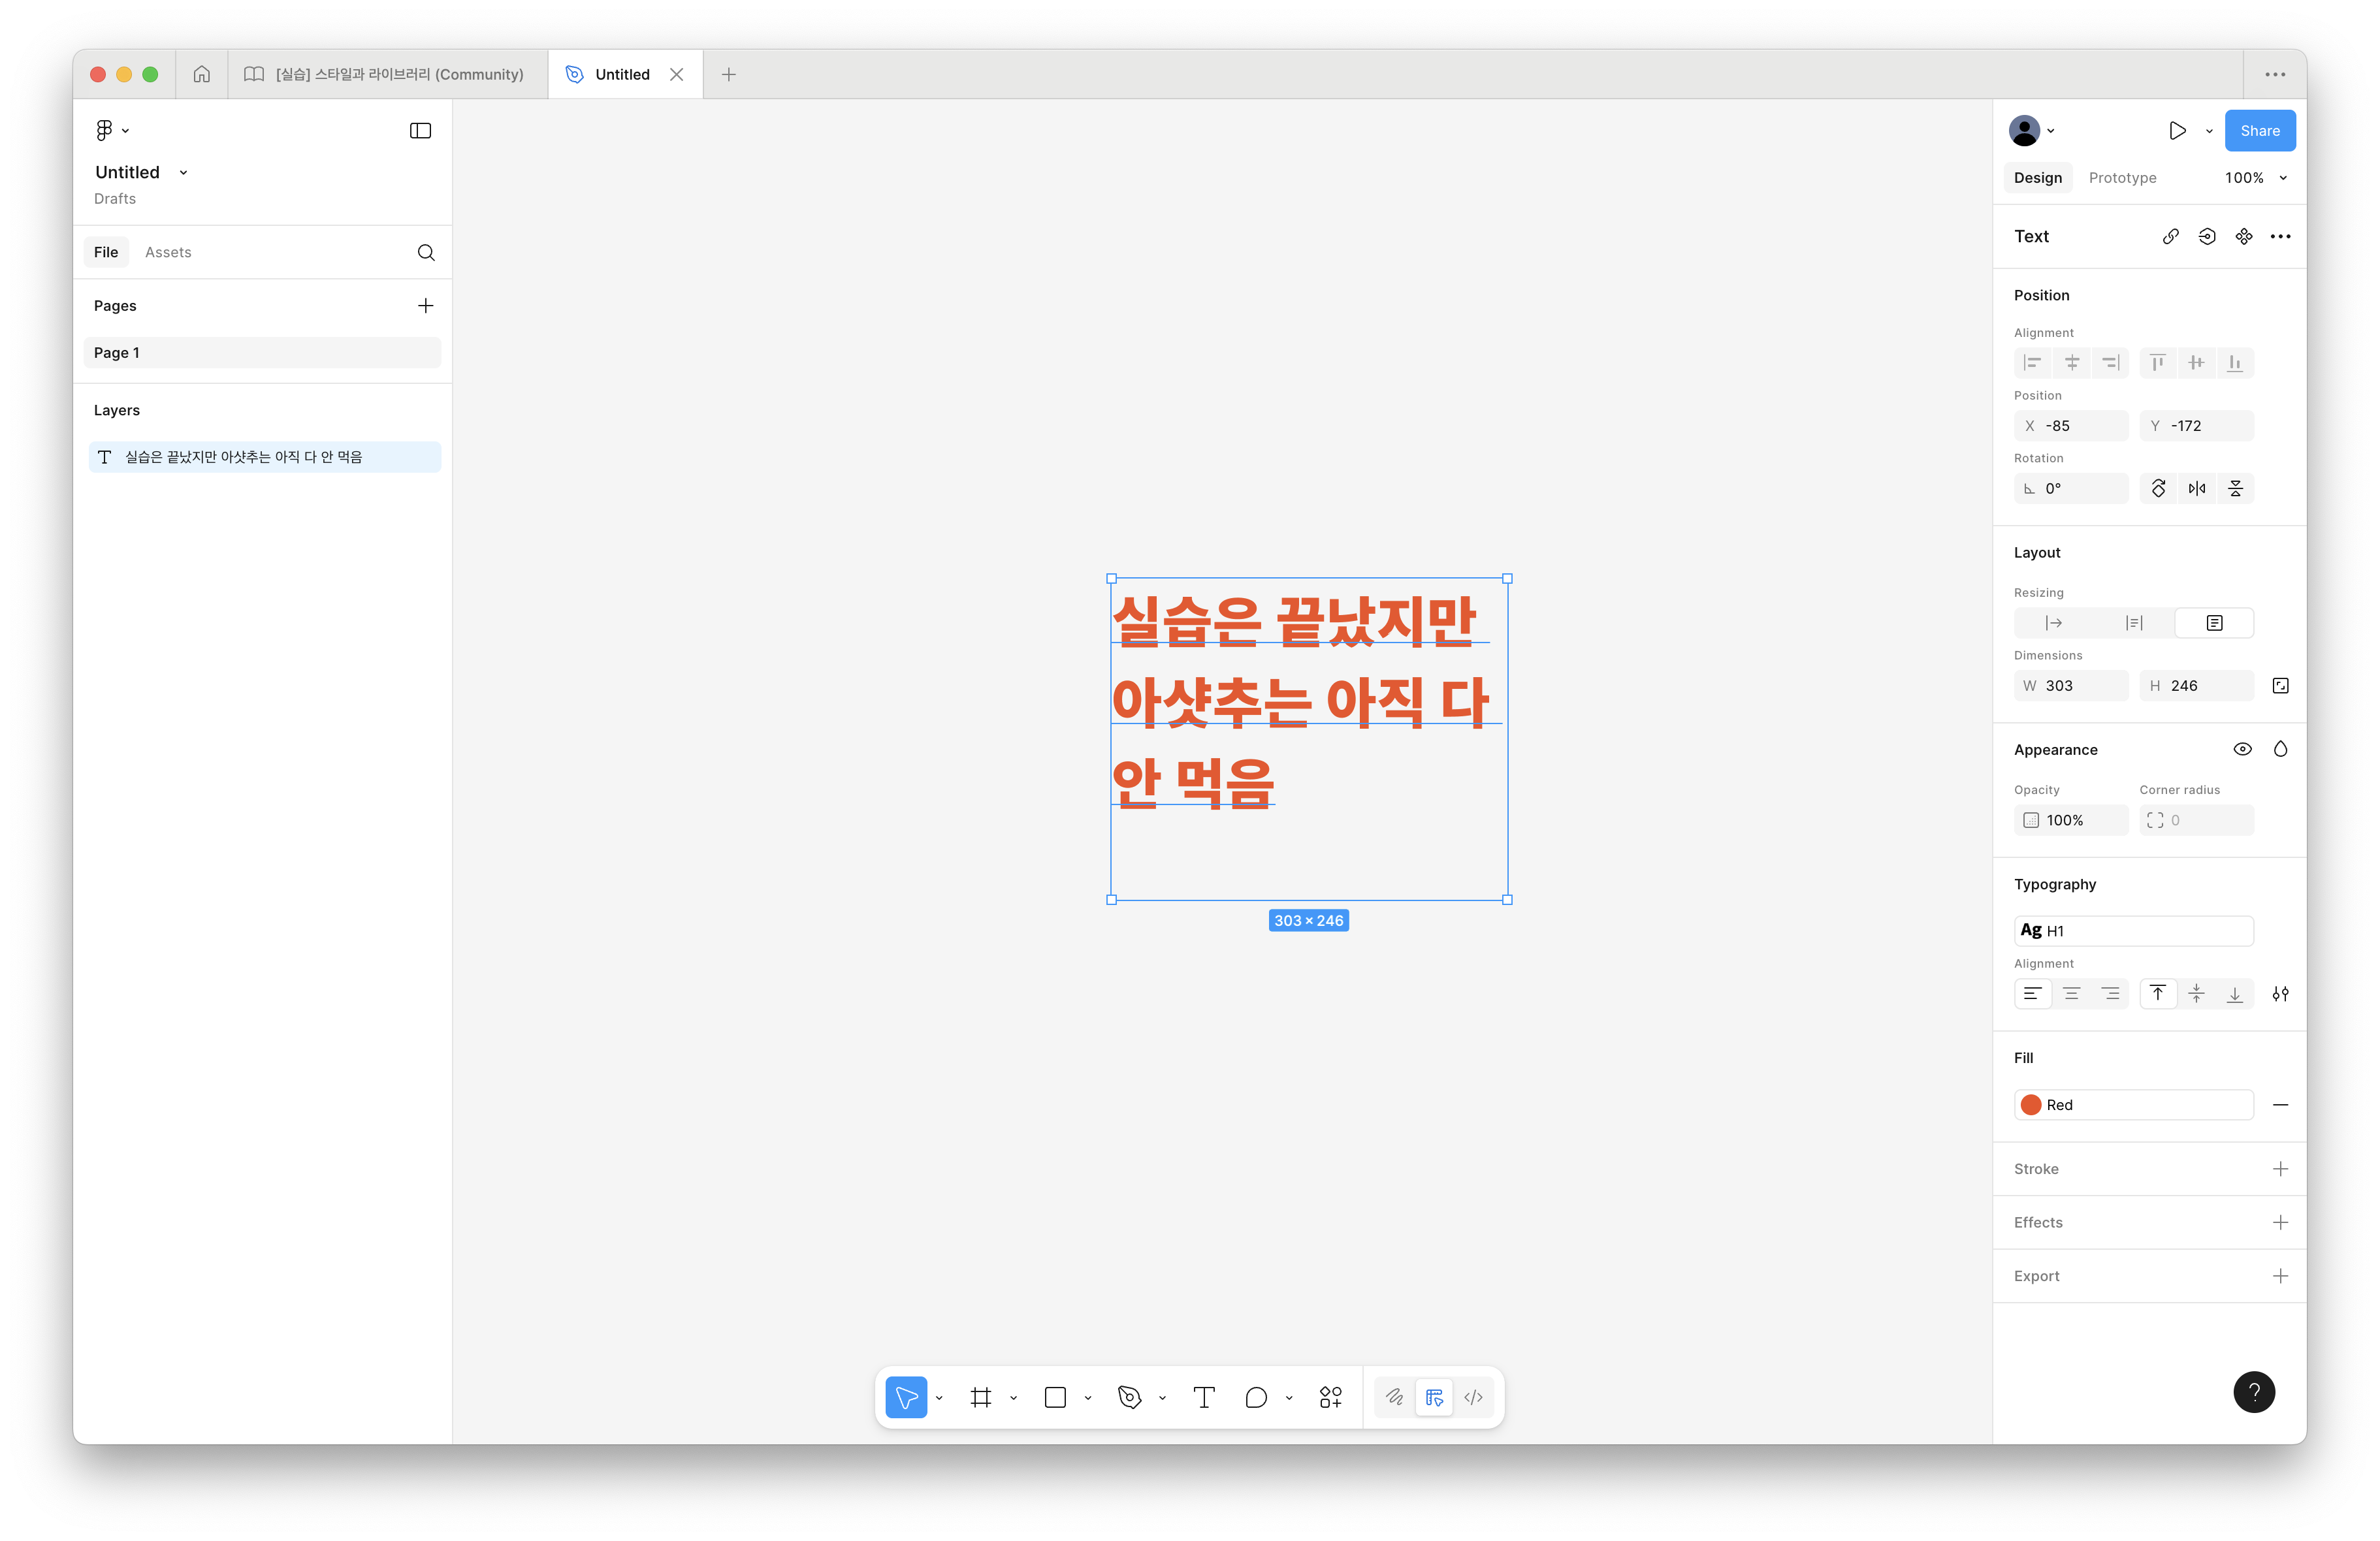 [실습] 스타일과 라이브러리 (Community)
Untitled
Untitled
Drafts
File
Assets
Pages
Page 1
Layers
실습은 끝났지만 아샷추는 아직 다 안 먹음
실습은 끝났지만
아샷추는 아직 다
안 먹음
303 × 246
Share
Design
Prototype
100%
Text
Position
Alignment
Position
X -85
Y -172
Rotation
0°
Layout
Resizing
Dimensions
W 303
H 246
Appearance
Opacity
Corner radius
100%
0
Typography
Ag H1
Alignment
Fill
Red
Stroke
Effects
Export
?